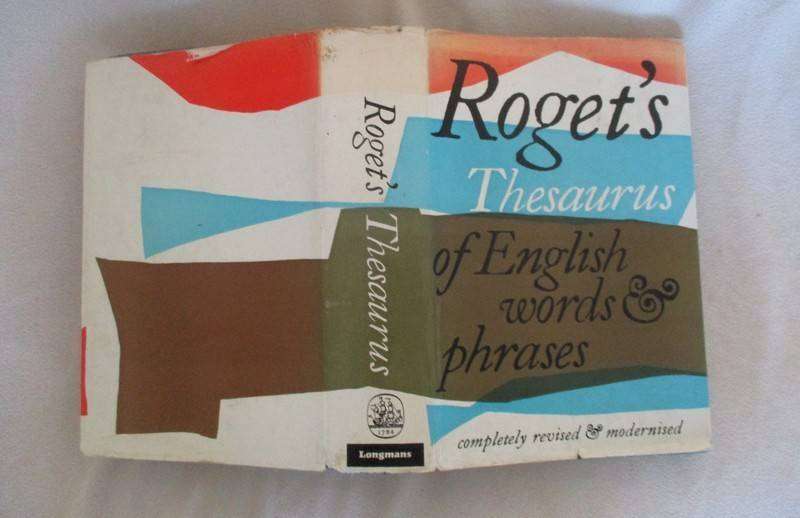 Roget's
Thesaurus
of English
words &
phrases
completely revised & modernised
Roget's Thesaurus
1724
Longmans